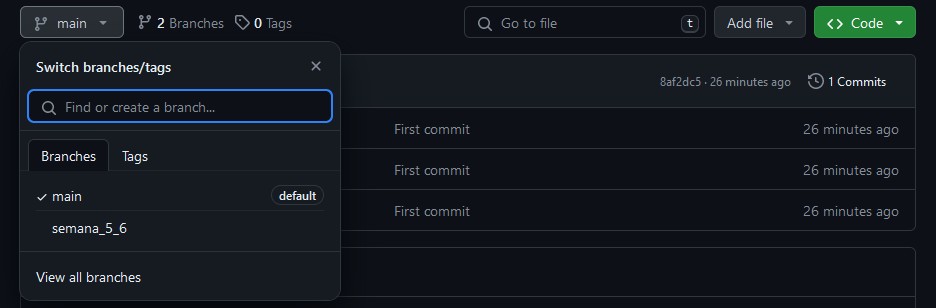 main 2 Branches 0 Tags Go to file t Add file Code
Switch branches/tags
8af2dc5 · 26 minutes ago 1 Commits
Find or create a branch...
First commit 26 minutes ago
Branches Tags
First commit 26 minutes ago
main default
First commit 26 minutes ago
semana_5_6
View all branches